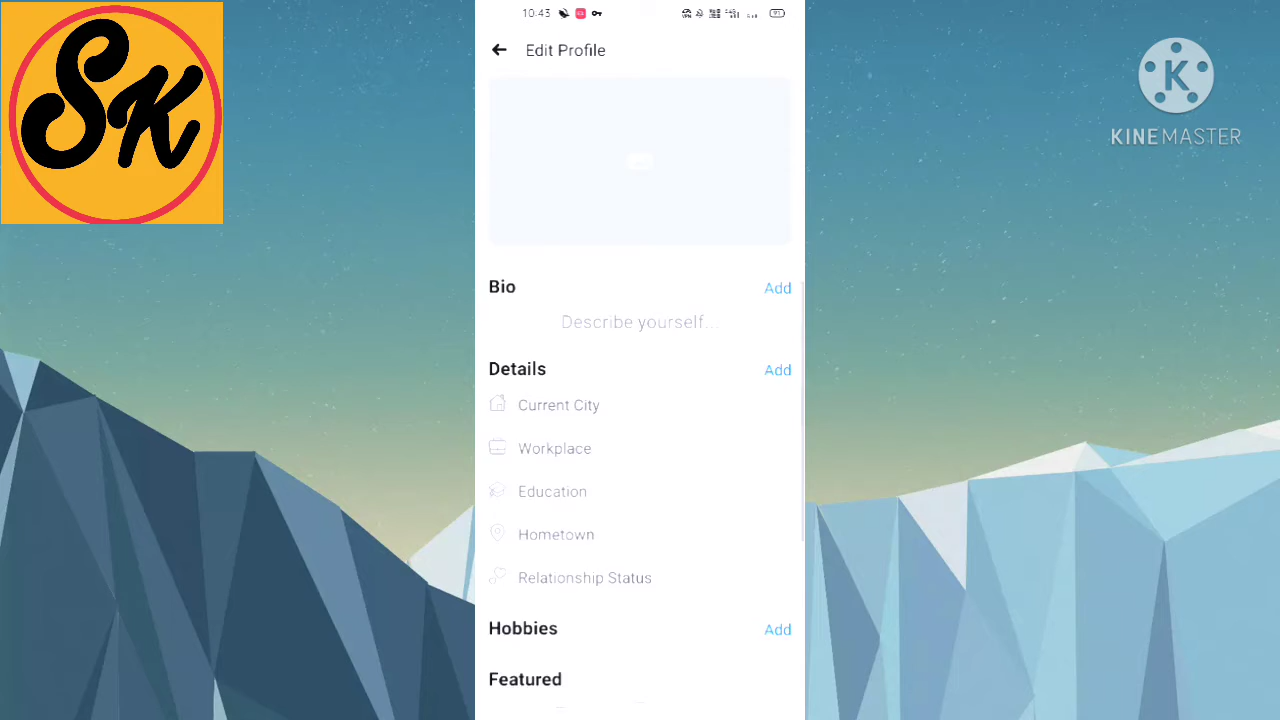 SK
10:43
91
Edit Profile
K
KINEMASTER
Bio
Add
Describe yourself...
Details
Add
Current City
Workplace
Education
Hometown
Relationship Status
Hobbies
Add
Featured